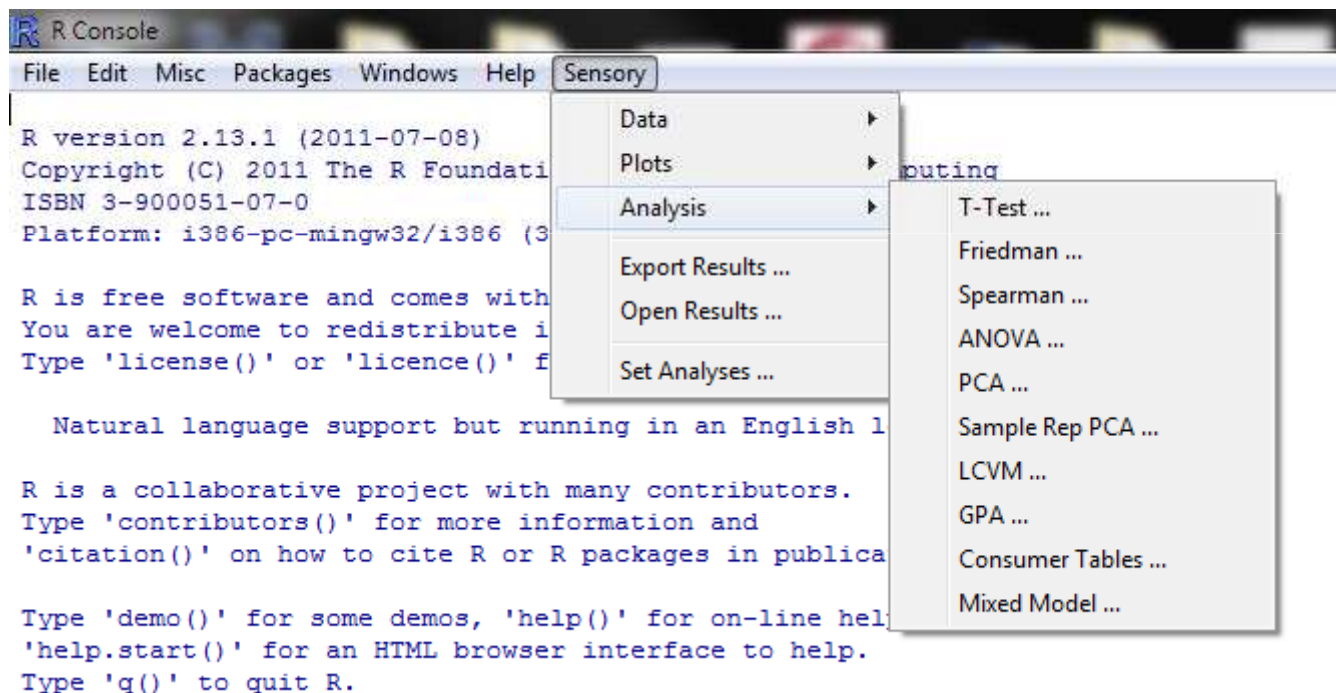 R Console
File Edit Misc Packages Windows Help Sensory
R version 2.13.1 (2011-07-08)
Copyright (C) 2011 The R Foundati
puting
ISBN 3-900051-07-0
Platform: i386-pc-mingw32/i386 (3
R is free software and comes with
You are welcome to redistribute i
Type 'license()' or 'licence()' f
Natural language support but running in an English l
R is a collaborative project with many contributors.
Type 'contributors()' for more information and
'citation()' on how to cite R or R packages in publica
Type 'demo()' for some demos, 'help()' for on-line hel
'help.start()' for an HTML browser interface to help.
Type 'q()' to quit R.
Data
Plots
Analysis
Export Results ...
Open Results ...
Set Analyses ...
T-Test ...
Friedman ...
Spearman ...
ANOVA ...
PCA ...
Sample Rep PCA ...
LCVM ...
GPA ...
Consumer Tables ...
Mixed Model ...